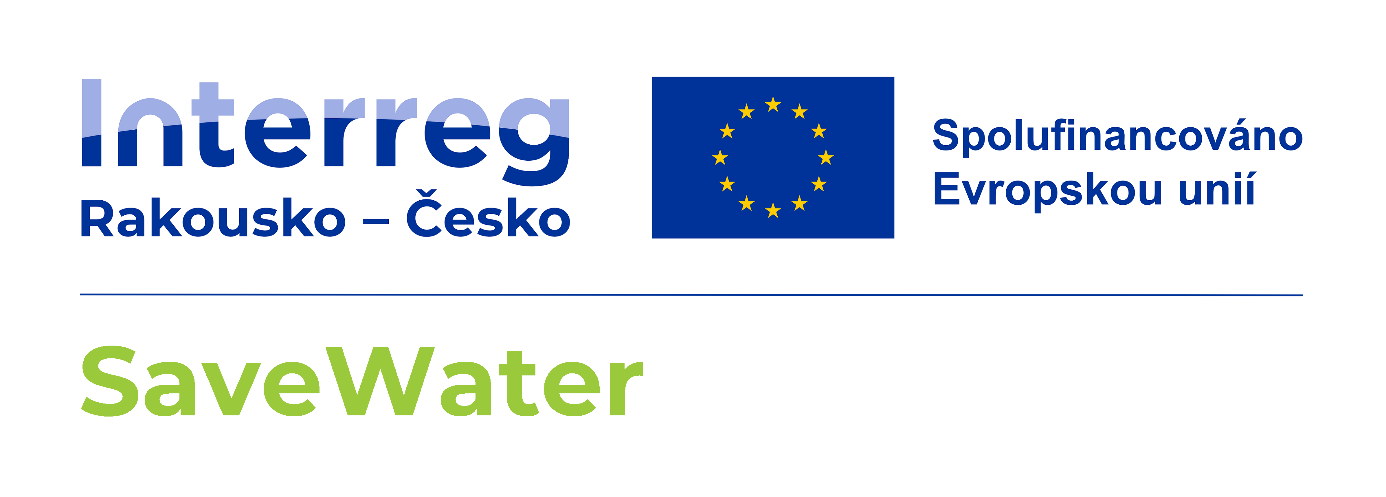 Interreg
Rakousko – Česko
Spolufinancováno
Evropskou unií
SaveWater